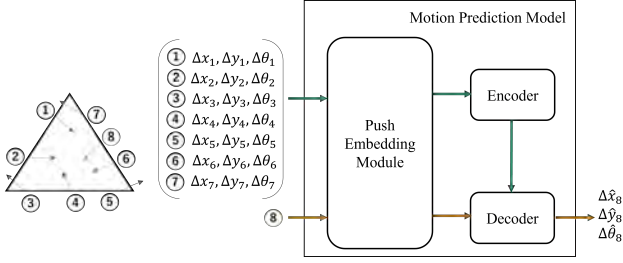 Motion Prediction Model
① Δx₁, Δy₁, Δθ₁
② Δx₂, Δy₂, Δθ₂
③ Δx₃, Δy₃, Δθ₃
④ Δx₄, Δy₄, Δθ₄
⑤ Δx₅, Δy₅, Δθ₅
⑥ Δx₆, Δy₆, Δθ₆
⑦ Δx₇, Δy₇, Δθ₇
⑧
①
②
③
④
⑤
⑥
⑧
⑦
Push
Embedding
Module
Encoder
Decoder
Δx̂₈
Δŷ₈
Δθ̂₈